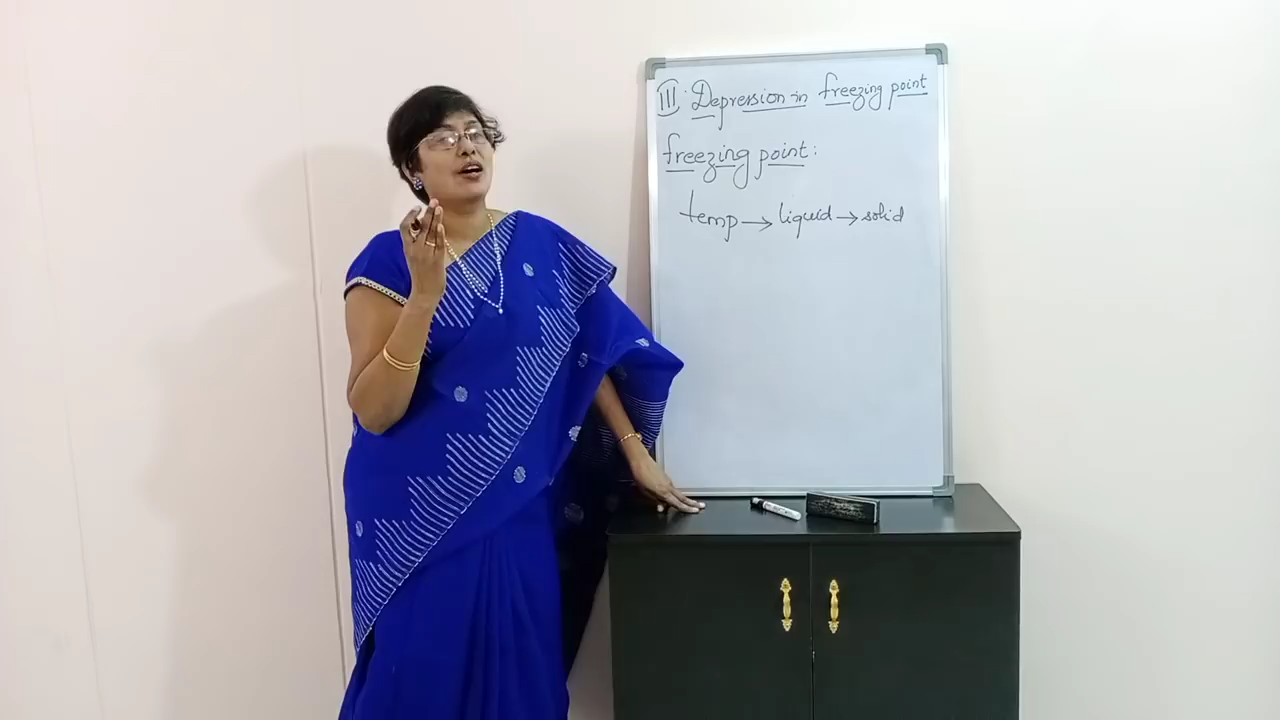 III. Depression in freezing point
freezing point:
temp → liquid → solid